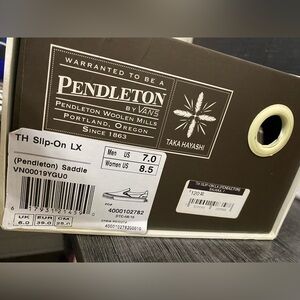 WARRANTED TO BE A
PENDLETON
BY VANS
PENDLETON WOOLEN MILLS
PORTLAND, OREGON
SINCE 1863
TAKA HAYASHI
TH Slip-On LX
(Pendleton) Saddle
VN00019YGU0
Men US 7.0
Women US 8.5
4000102782
UK EUR CM
6.0 39.0 25.0